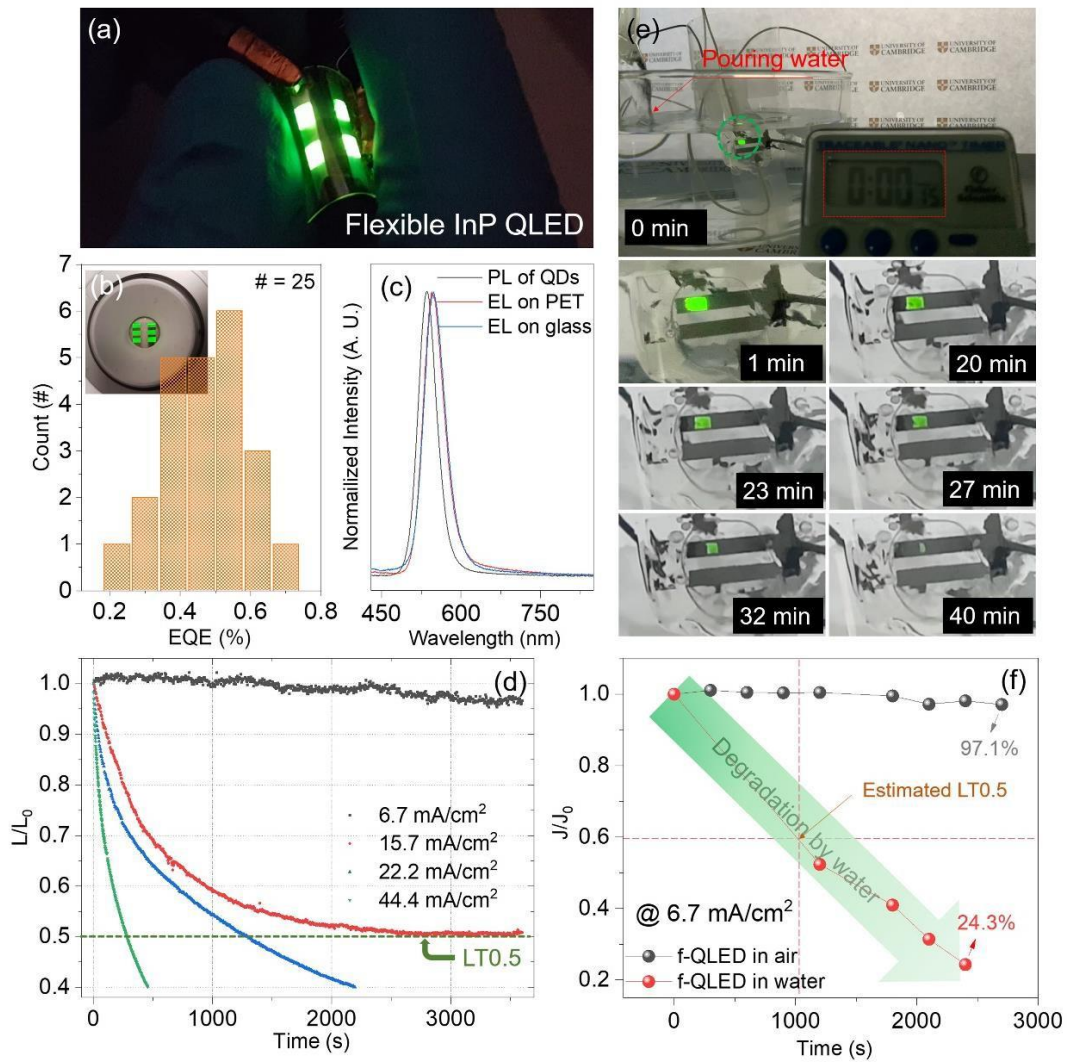 (a)
Flexible InP QLED
(b)
# = 25
7
6
5
4
3
2
1
0
Count (#)
0.2 0.4 0.6 0.8
EQE (%)
(c)
PL of QDs
EL on PET
EL on glass
Normailized Intensity (A. U.)
450 600 750
Wavelength (nm)
(d)
1.0
0.9
0.8
0.7
0.6
0.5
0.4
L/L0
6.7 mA/cm2
15.7 mA/cm2
22.2 mA/cm2
44.4 mA/cm2
LT0.5
0 1000 2000 3000
Time (s)
(e)
Pouring water
UNIVERSITY OF
CAMBRIDGE
TRACEABLE NANO TIMER
0:00 15
Fisher
Scientific
0 min
1 min
20 min
23 min
27 min
32 min
40 min
(f)
1.0
0.8
0.6
0.4
0.2
J/J0
97.1%
Degradation by water
Estimated LT0.5
@ 6.7 mA/cm2
24.3%
f-QLED in air
f-QLED in water
0 1000 2000 3000
Time (s)